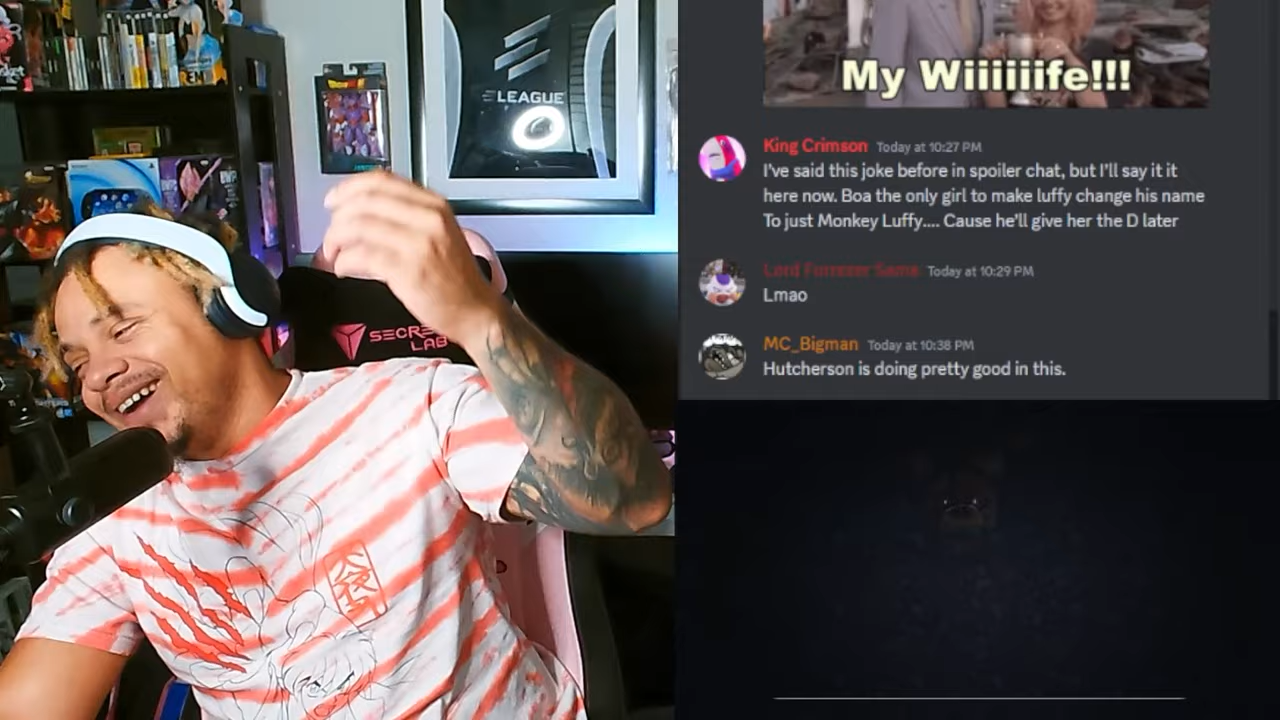 LEAGUE
SECRET
LAB
My Wiiiiiife!!!
King Crimson Today at 10:27 PM
I've said this joke before in spoiler chat, but I'll say it it
here now. Boa the only girl to make luffy change his name
To just Monkey Luffy.... Cause he'll give her the D later
Today at 10:29 PM
Lmao
MC_Bigman Today at 10:38 PM
Hutcherson is doing pretty good in this.